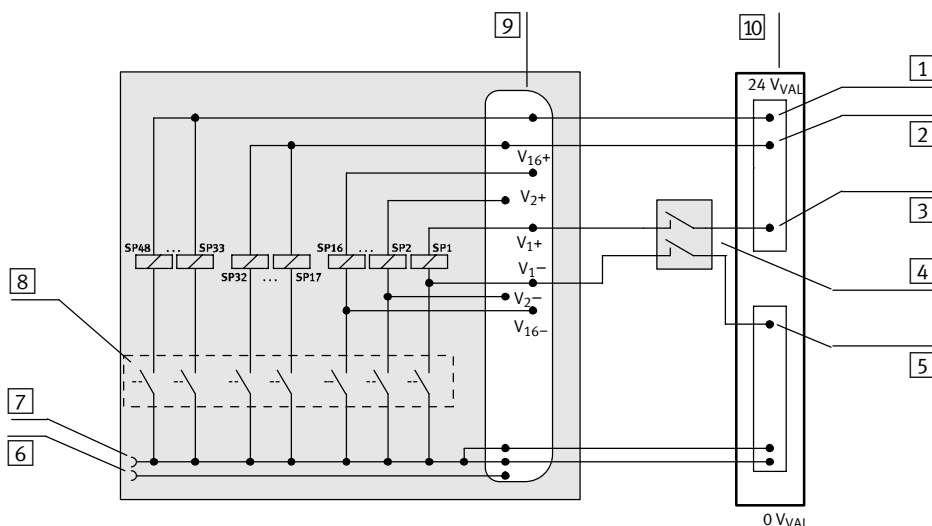 9
10
24 VVAL
1
2
V16+
V2+
3
SP48 ... SP33
SP16 ... SP2 SP1
V1+
4
SP32 ... SP17
V1–
8
V2–
V16–
5
7
6
0 VVAL